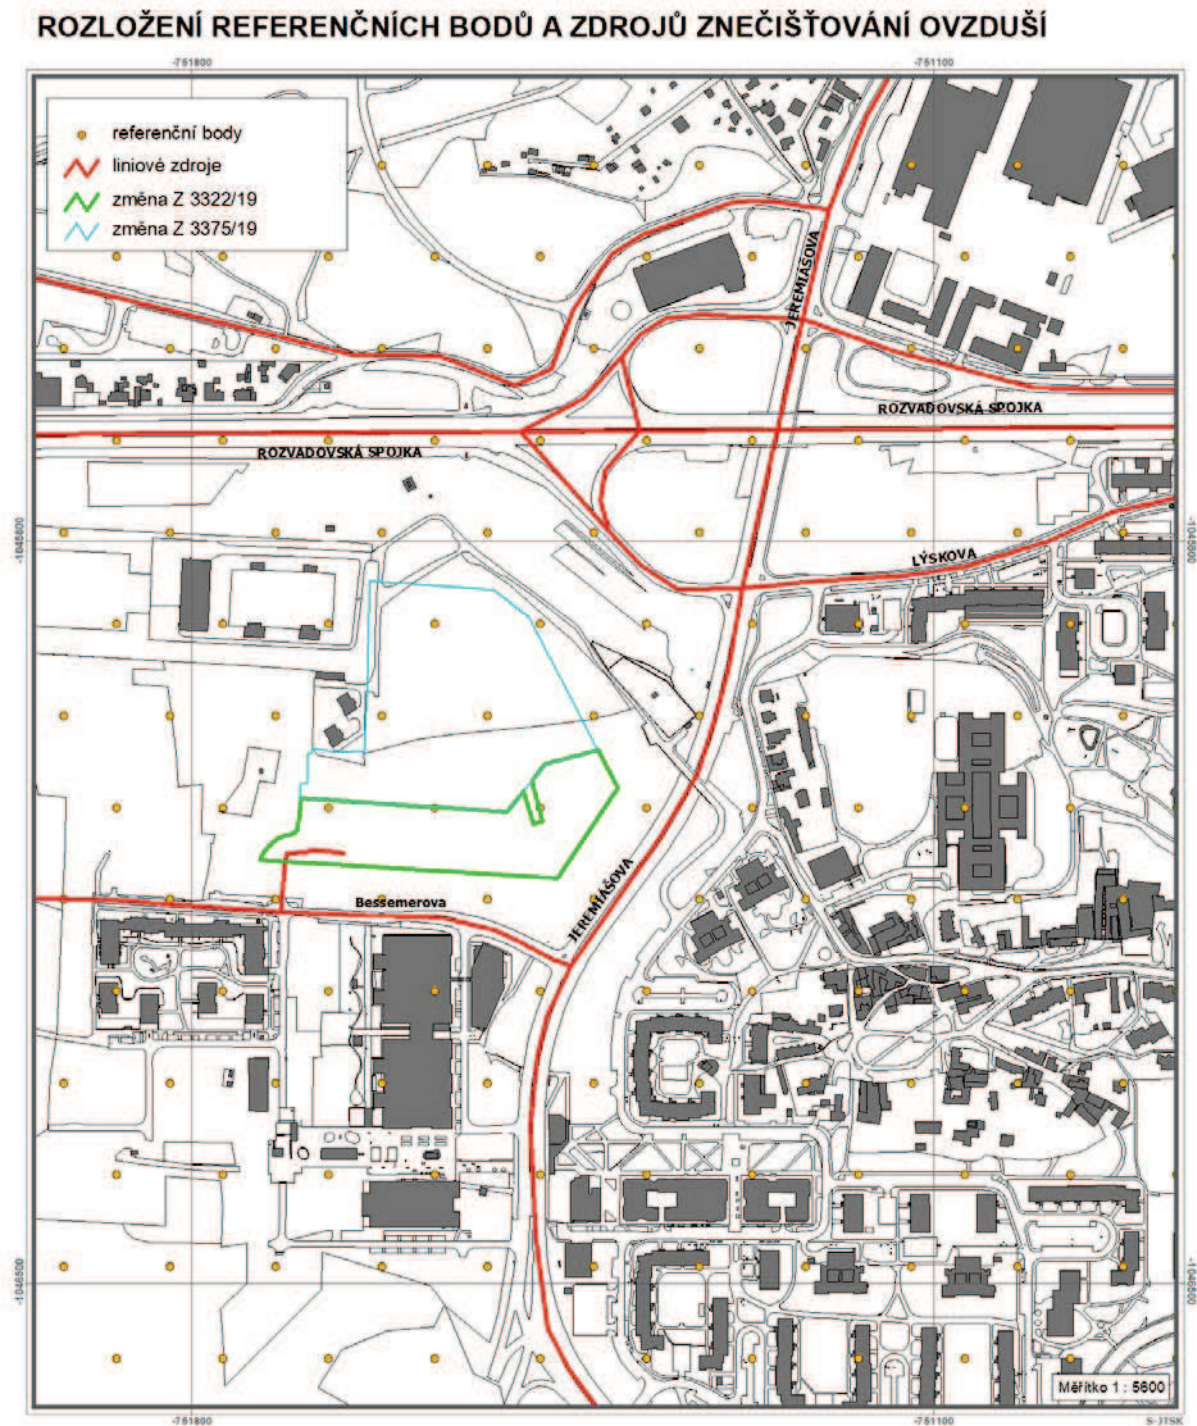 ROZLOŽENÍ REFERENČNÍCH BODŮ A ZDROJŮ ZNEČIŠŤOVÁNÍ OVZDUŠÍ
-751800
-751100
referenční body
liniové zdroje
změna Z 3322/19
změna Z 3375/19
JEREMIÁŠOVA
ROZVADOVSKÁ SPOJKA
ROZVADOVSKÁ SPOJKA
-1045800
-1045800
LÝSKOVA
JEREMIÁŠOVA
Bessemerova
-1046500
-1046500
Měřítko 1 : 5600
-751800
-751100
S-JTSK